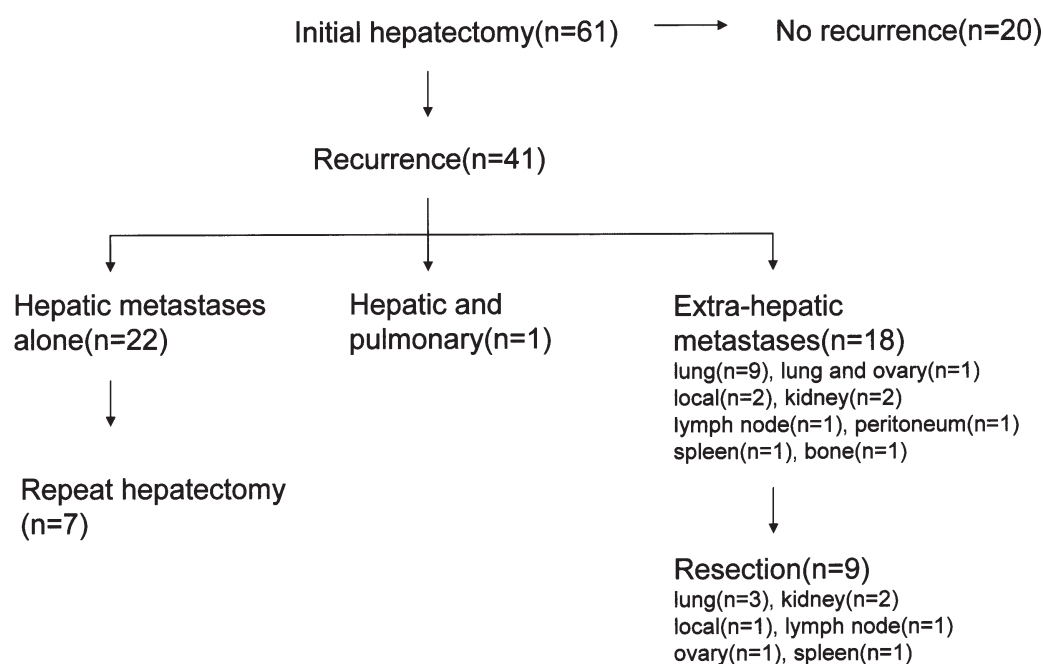 Initial hepatectomy(n=61)
No recurrence(n=20)
Recurrence(n=41)
Hepatic metastases
alone(n=22)
Hepatic and
pulmonary(n=1)
Extra-hepatic
metastases(n=18)
lung(n=9), lung and ovary(n=1)
local(n=2), kidney(n=2)
lymph node(n=1), peritoneum(n=1)
spleen(n=1), bone(n=1)
Repeat hepatectomy
(n=7)
Resection(n=9)
lung(n=3), kidney(n=2)
local(n=1), lymph node(n=1)
ovary(n=1), spleen(n=1)